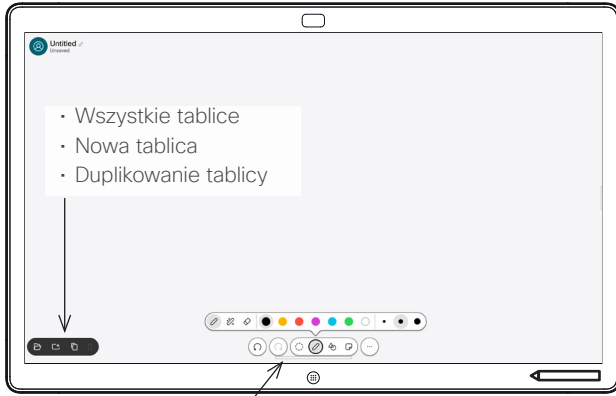 Untitled
Unsaved
• Wszystkie tablice
• Nowa tablica
• Duplikowanie tablicy